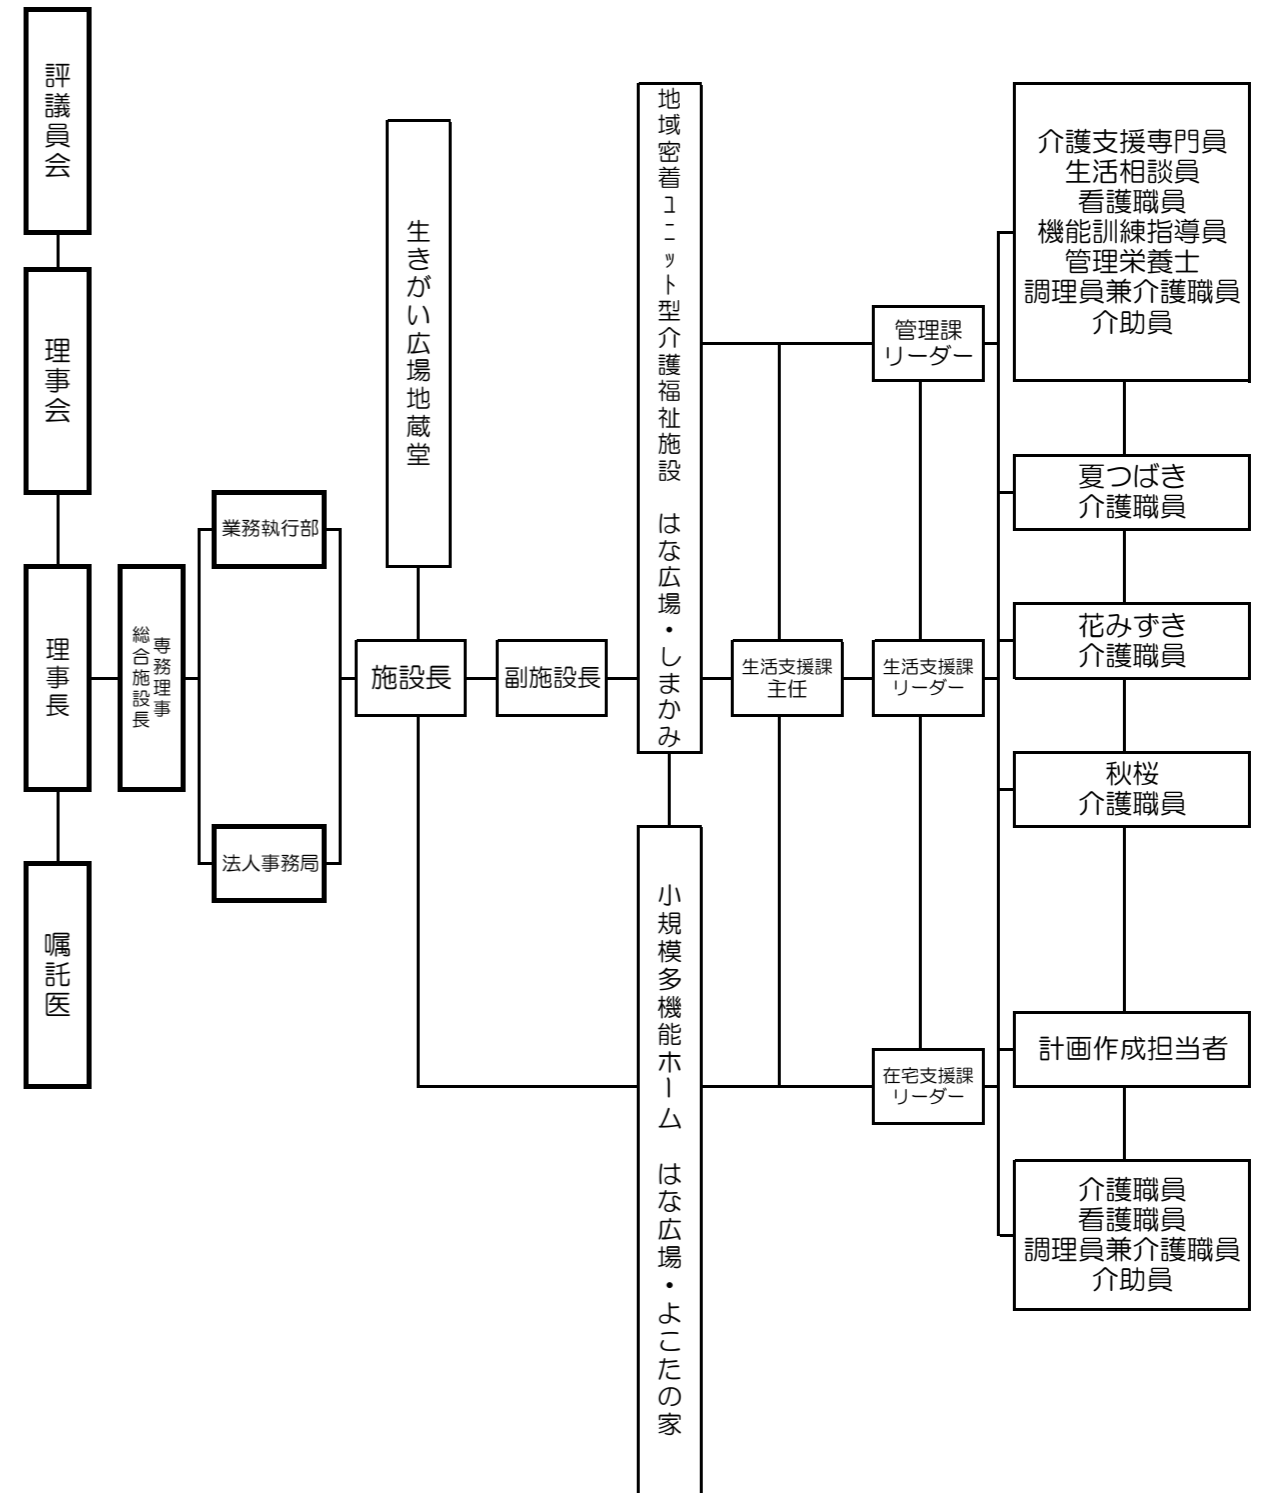 評議員会
理事会
理事長
嘱託医
専務理事
総合施設長
業務執行部
法人事務局
生きがい広場地蔵堂
施設長
副施設長
地域密着ユニット型介護福祉施設　はな広場・しまかみ
小規模多機能ホーム　はな広場・よこたの家
生活支援課
主任
管理課
リーダー
生活支援課
リーダー
在宅支援課
リーダー
介護支援専門員
生活相談員
看護職員
機能訓練指導員
管理栄養士
調理員兼介護職員
介助員
夏つばき
介護職員
花みずき
介護職員
秋桜
介護職員
計画作成担当者
介護職員
看護職員
調理員兼介護職員
介助員